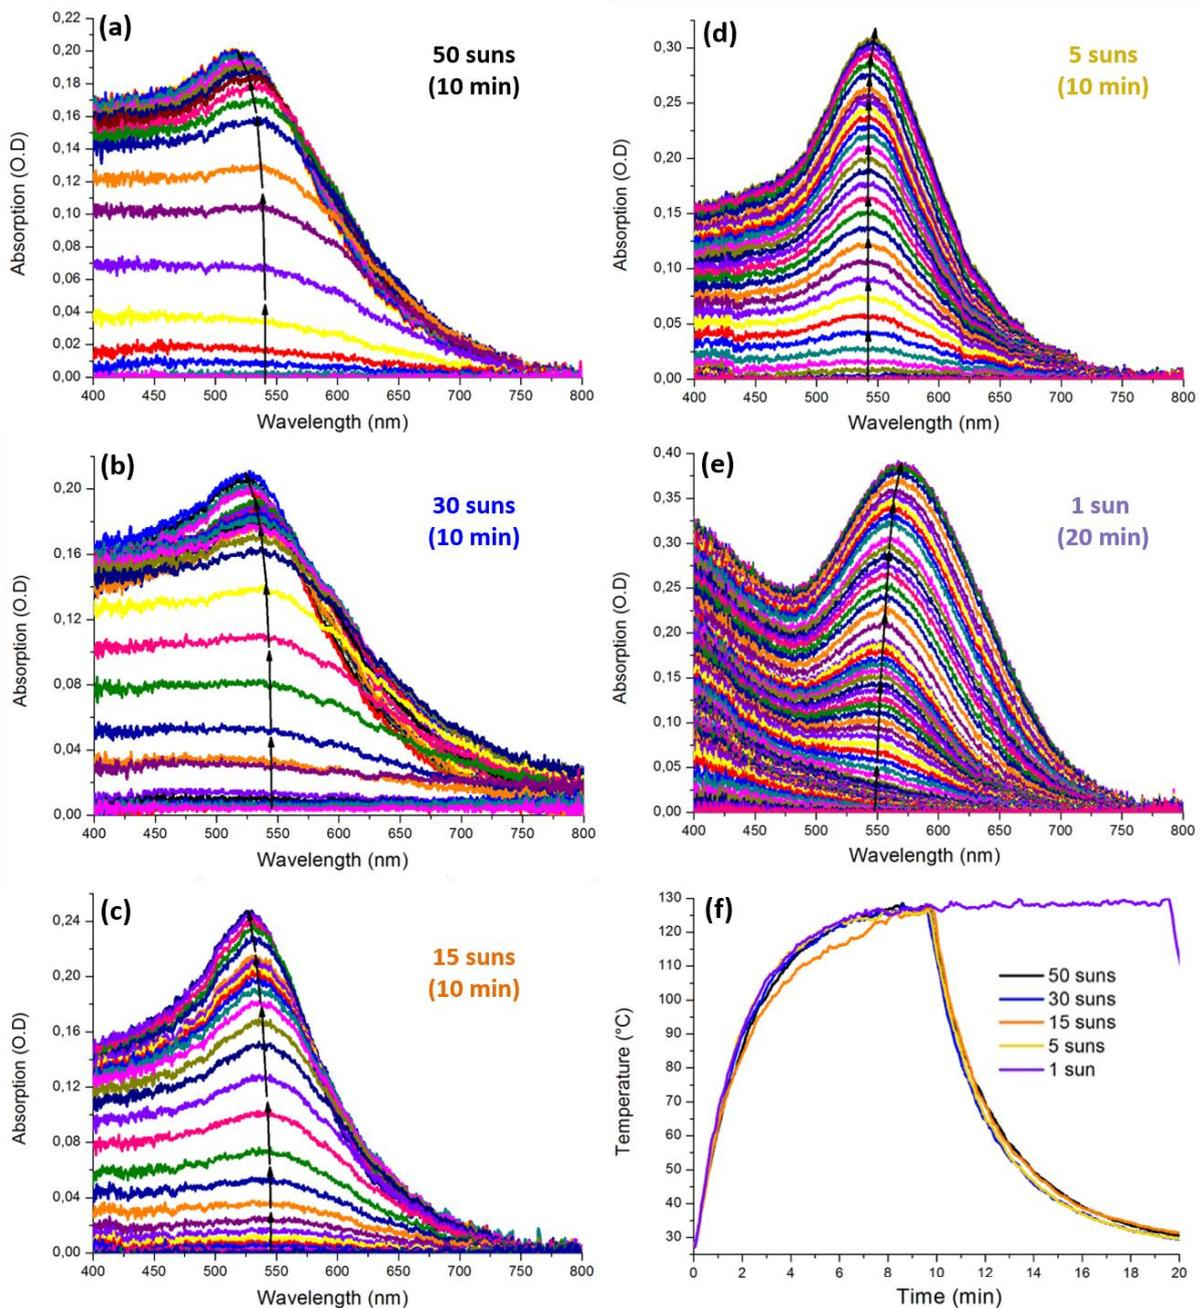 (a)
50 suns
(10 min)
0,22
0,20
0,18
0,16
0,14
0,12
0,10
0,08
0,06
0,04
0,02
0,00
Absorption (O.D)
400 450 500 550 600 650 700 750 800
Wavelength (nm)
(d)
5 suns
(10 min)
0,30
0,25
0,20
0,15
0,10
0,05
0,00
Absorption (O.D)
400 450 500 550 600 650 700 750 800
Wavelength (nm)
(b)
30 suns
(10 min)
0,20
0,16
0,12
0,08
0,04
0,00
Absorption (O.D)
400 450 500 550 600 650 700 750 800
Wavelength (nm)
(e)
1 sun
(20 min)
0,40
0,35
0,30
0,25
0,20
0,15
0,10
0,05
0,00
Absorption (O.D)
400 450 500 550 600 650 700 750 800
Wavelength (nm)
(c)
15 suns
(10 min)
0,24
0,20
0,16
0,12
0,08
0,04
0,00
Absorption (O.D)
400 450 500 550 600 650 700 750 800
Wavelength (nm)
(f)
130
120
110
100
90
80
70
60
50
40
30
Temperature (°C)
50 suns
30 suns
15 suns
5 suns
1 sun
0 2 4 6 8 10 12 14 16 18 20
Time (min)